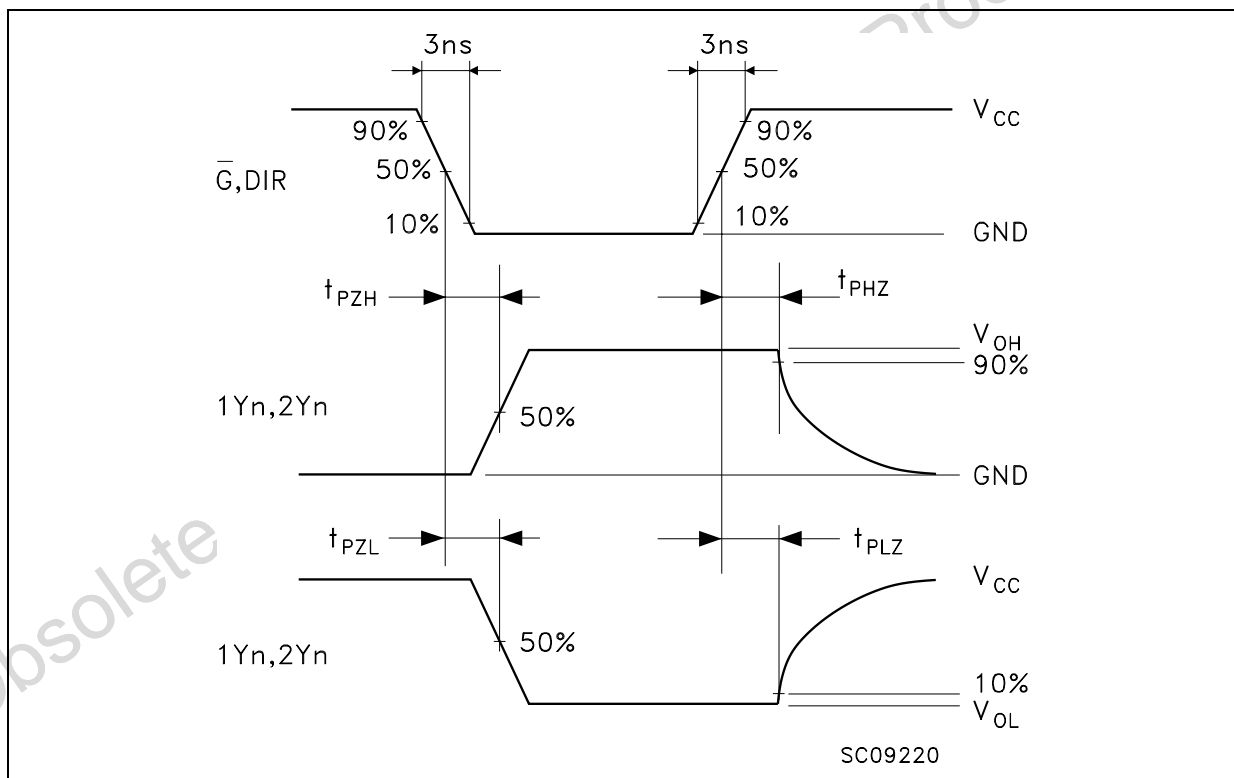 3ns 3ns
V_CC
90% 90%
50% 50%
G̅,DIR
10% 10%
GND
t_PZH t_PHZ
V_OH
90%
1Yn,2Yn
50%
GND
t_PZL t_PLZ
V_CC
50%
1Yn,2Yn
10%
V_OL
SC09220
Obsolete